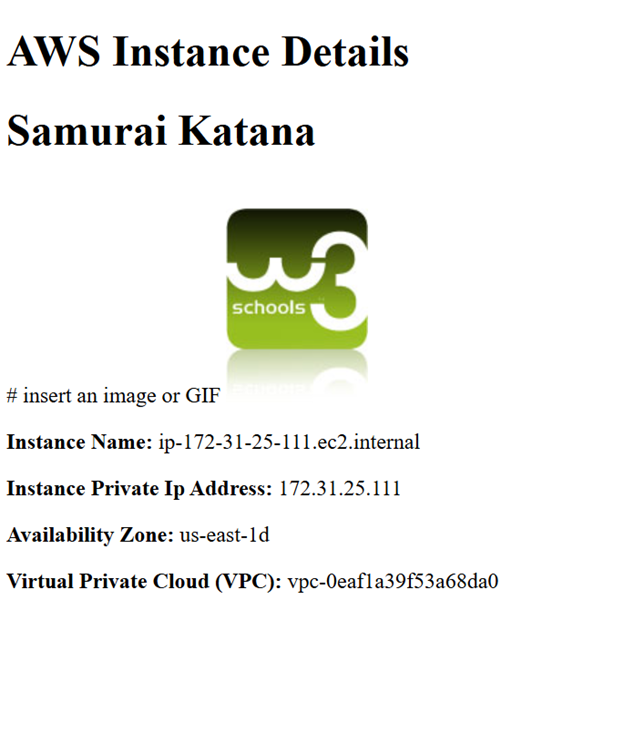 AWS Instance Details
Samurai Katana
w3
schools
# insert an image or GIF
Instance Name: ip-172-31-25-111.ec2.internal
Instance Private Ip Address: 172.31.25.111
Availability Zone: us-east-1d
Virtual Private Cloud (VPC): vpc-0eaf1a39f53a68da0